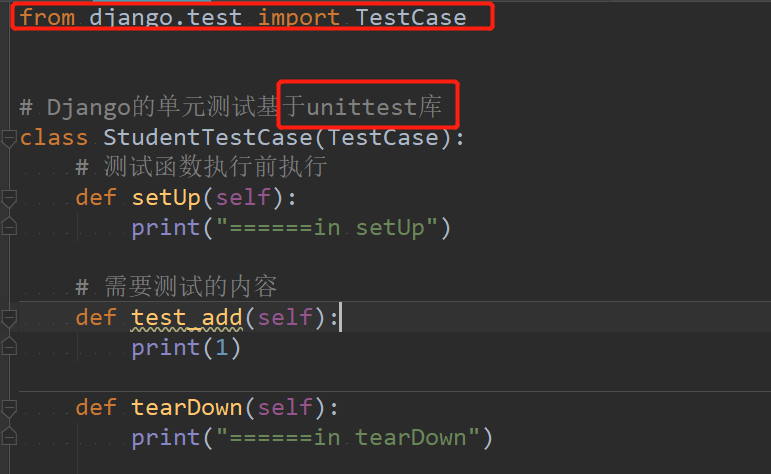 from django.test import TestCase
# Django的单元测试基于unittest库
class StudentTestCase(TestCase):
# 测试函数执行前执行
def setUp(self):
print("======in setUp")
# 需要测试的内容
def test_add(self):
print(1)
def tearDown(self):
print("======in tearDown")